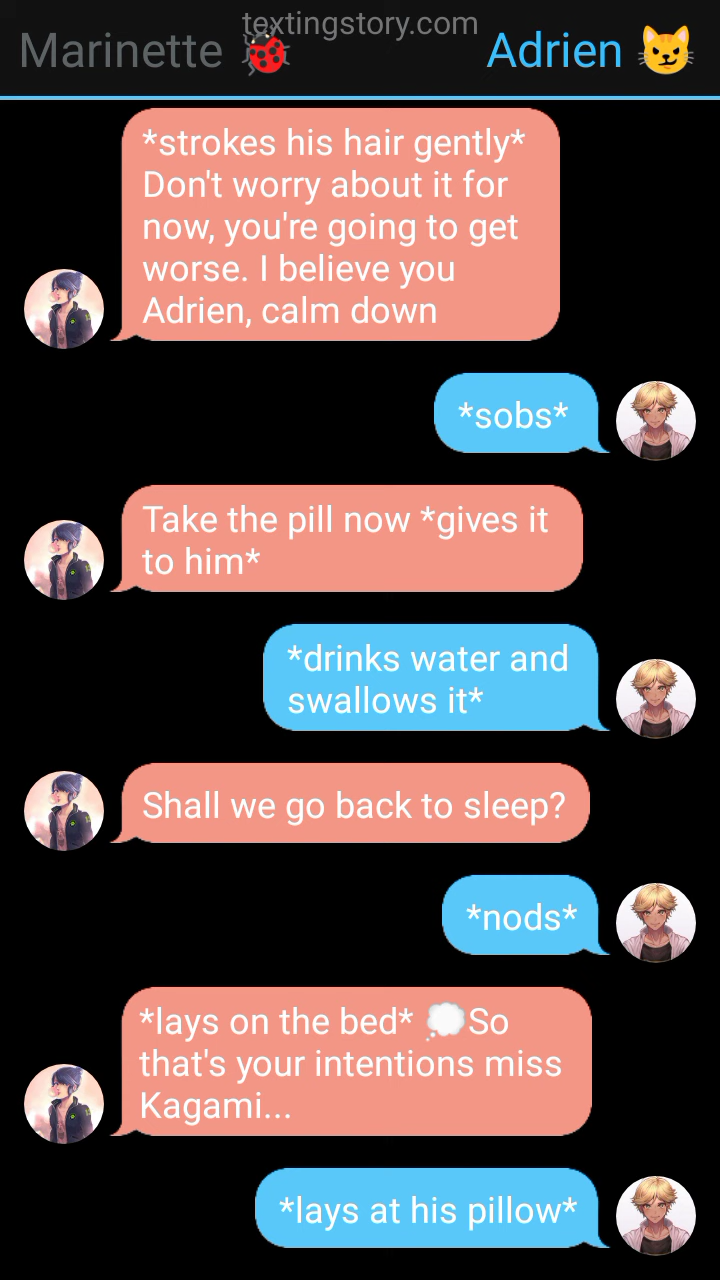 textingstory.com
Marinette 🐞 Adrien 😼
*strokes his hair gently*
Don't worry about it for
now, you're going to get
worse. I believe you
Adrien, calm down
*sobs*
Take the pill now *gives it
to him*
*drinks water and
swallows it*
Shall we go back to sleep?
*nods*
*lays on the bed* 💭So
that's your intentions miss
Kagami...
*lays at his pillow*